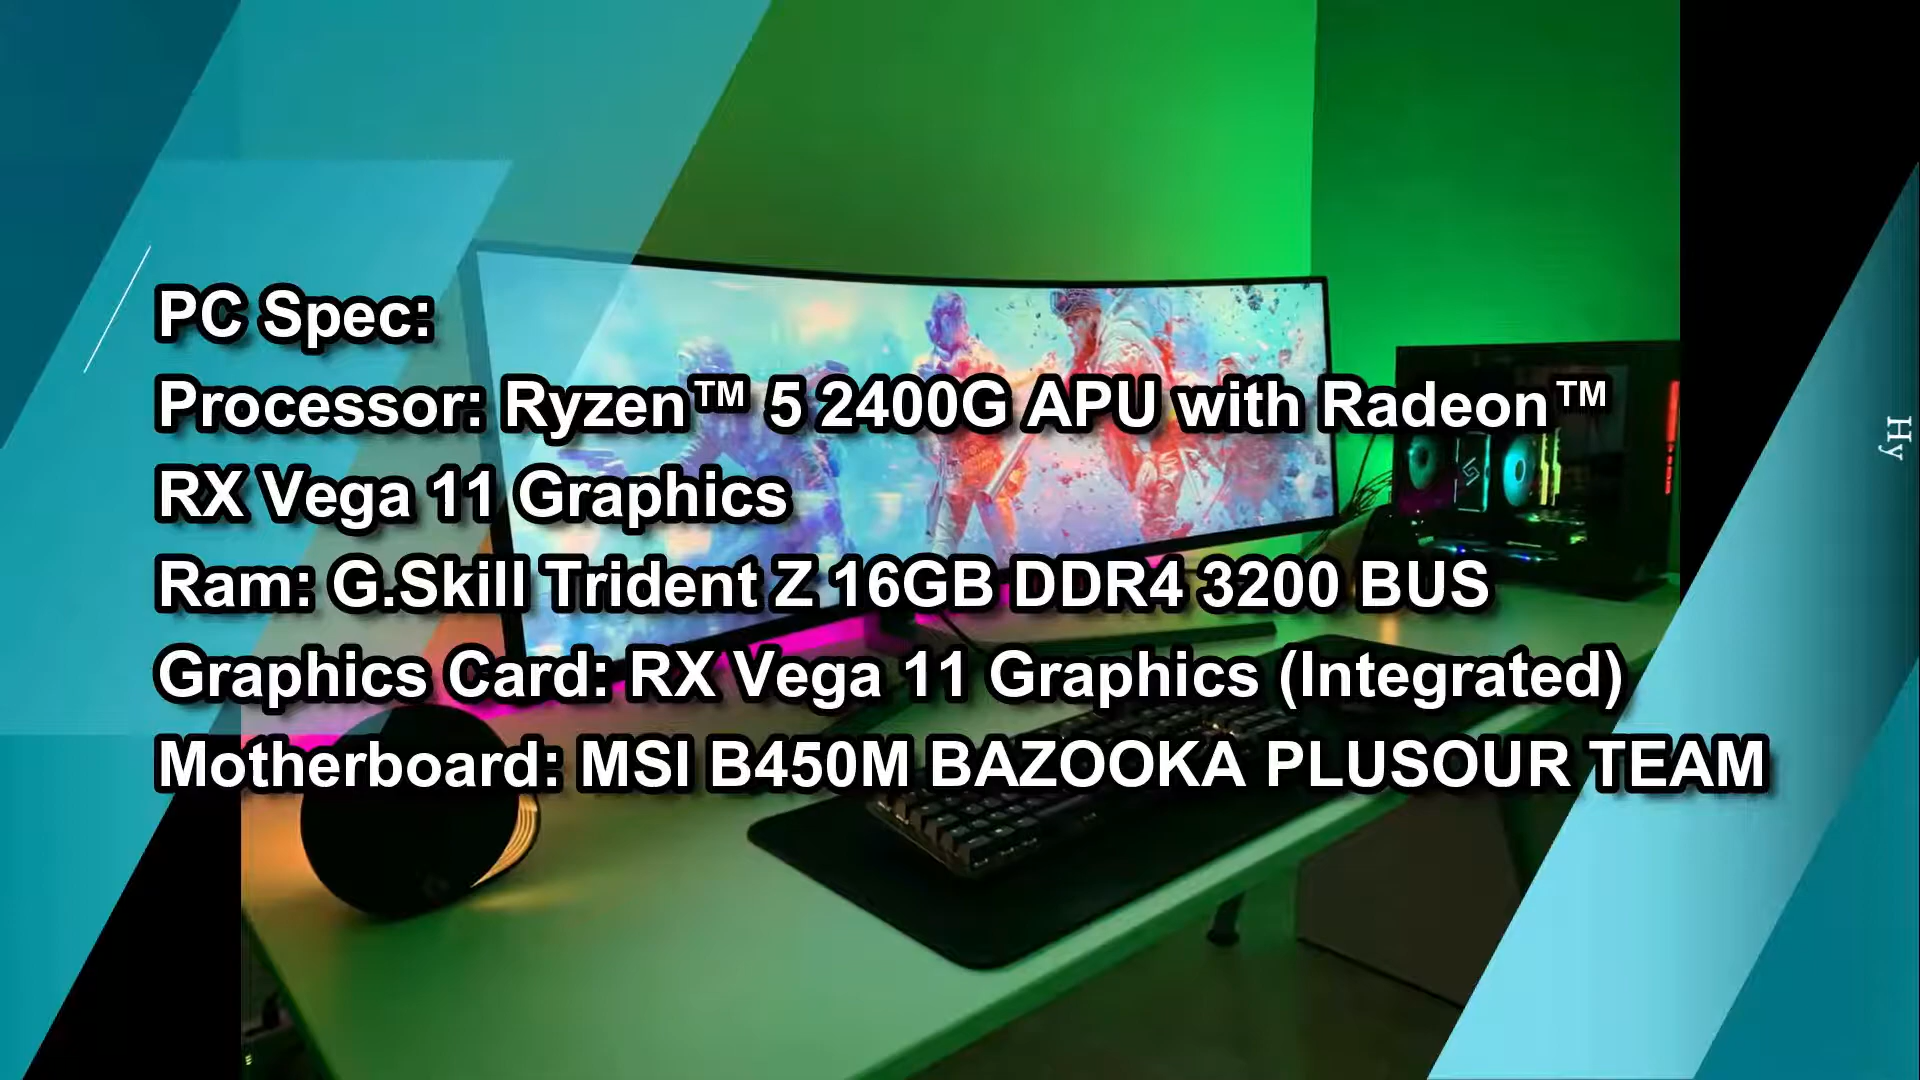 PC Spec:
Processor: Ryzen™ 5 2400G APU with Radeon™
RX Vega 11 Graphics
Ram: G.Skill Trident Z 16GB DDR4 3200 BUS
Graphics Card: RX Vega 11 Graphics (Integrated)
Motherboard: MSI B450M BAZOOKA PLUSOUR TEAM
Hy